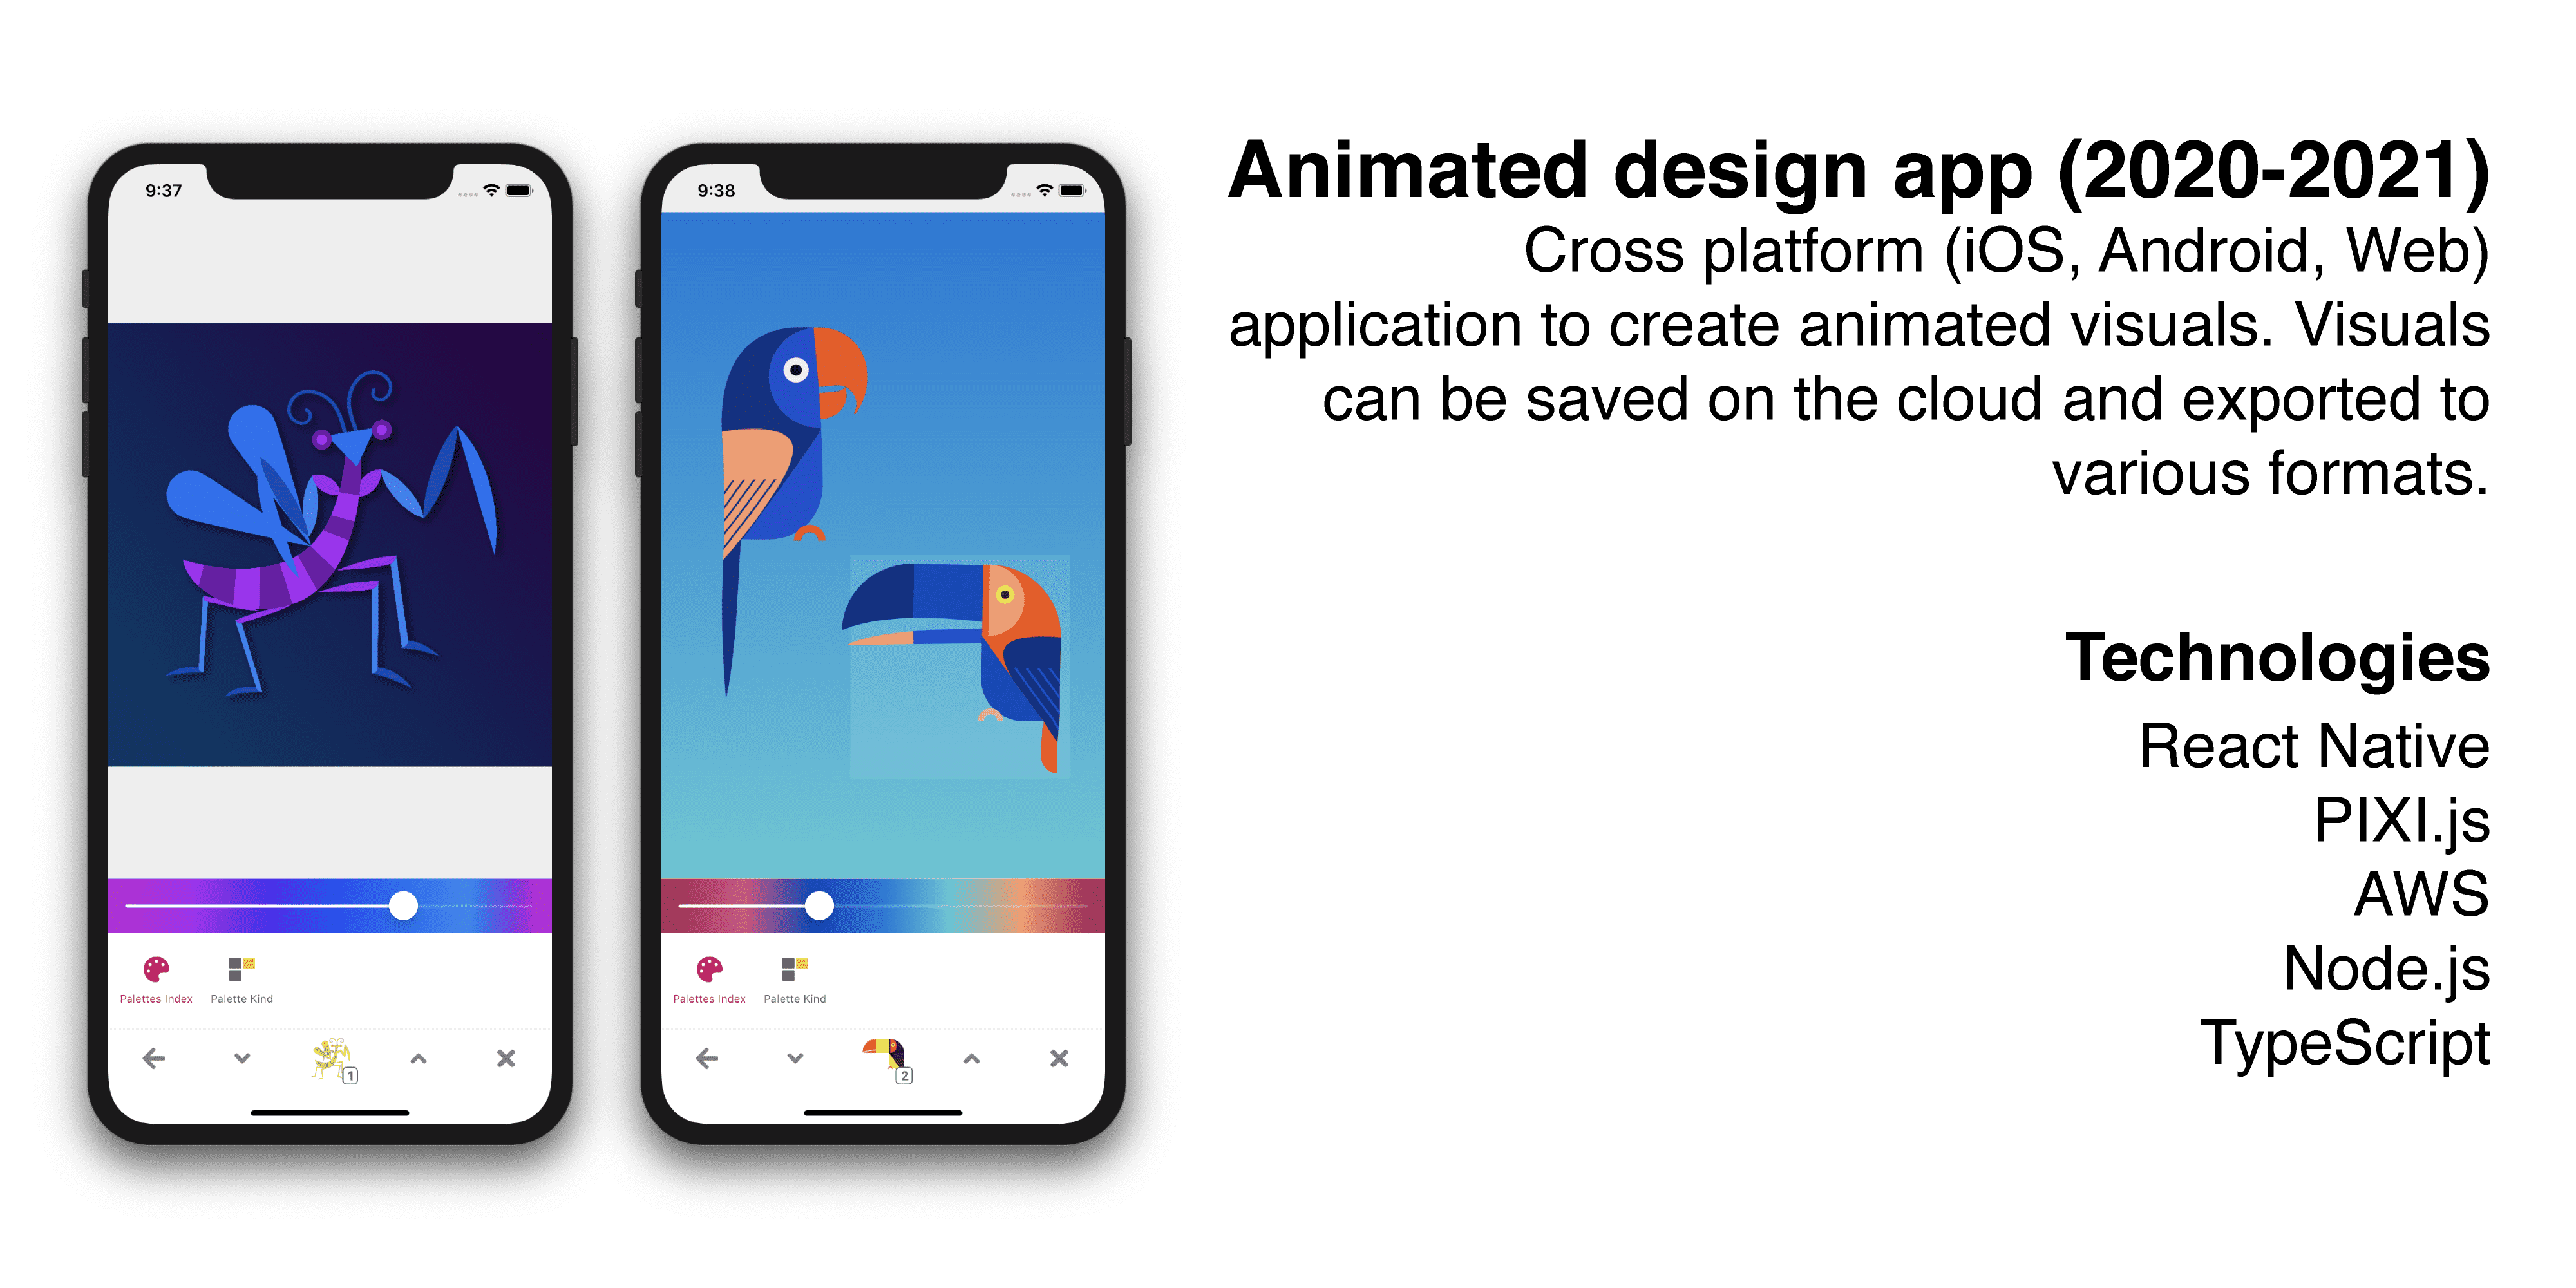 9:37
9:38
Animated design app (2020-2021)
Cross platform (iOS, Android, Web)
application to create animated visuals. Visuals
can be saved on the cloud and exported to
various formats.
Technologies
React Native
PIXI.js
AWS
Node.js
TypeScript
Palettes Index
Palette Kind
1
Palettes Index
Palette Kind
2